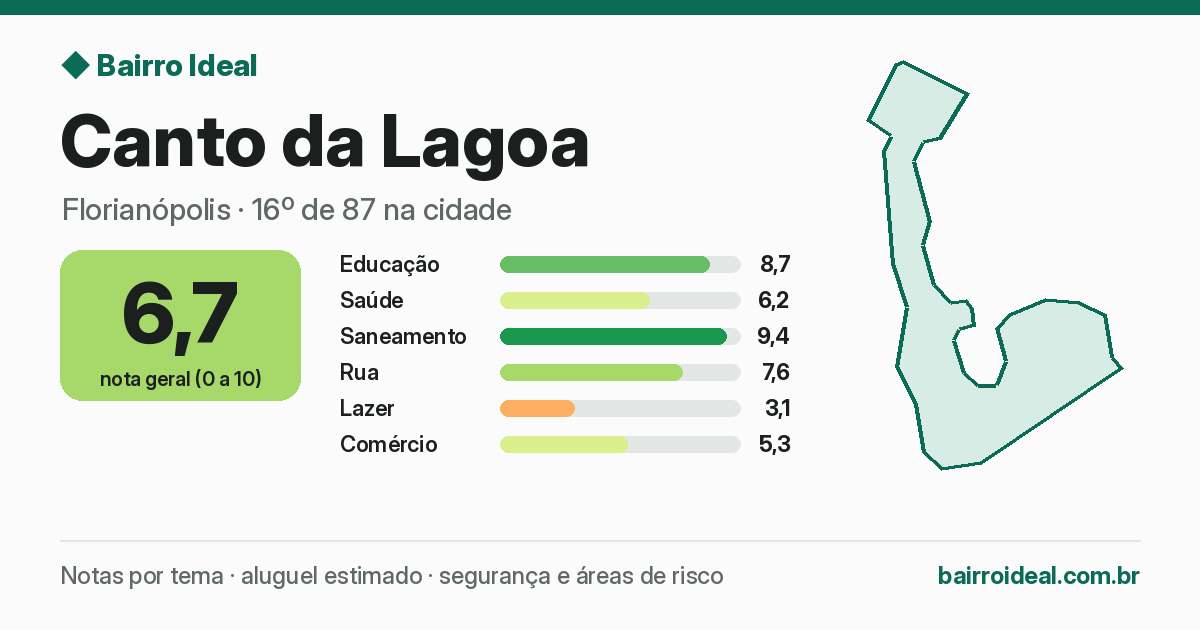 Bairro Ideal
Canto da Lagoa
Florianópolis · 16º de 87 na cidade
6,7
nota geral (0 a 10)
Educação 8,7
Saúde 6,2
Saneamento 9,4
Rua 7,6
Lazer 3,1
Comércio 5,3
Notas por tema · aluguel estimado · segurança e áreas de risco
bairroideal.com.br